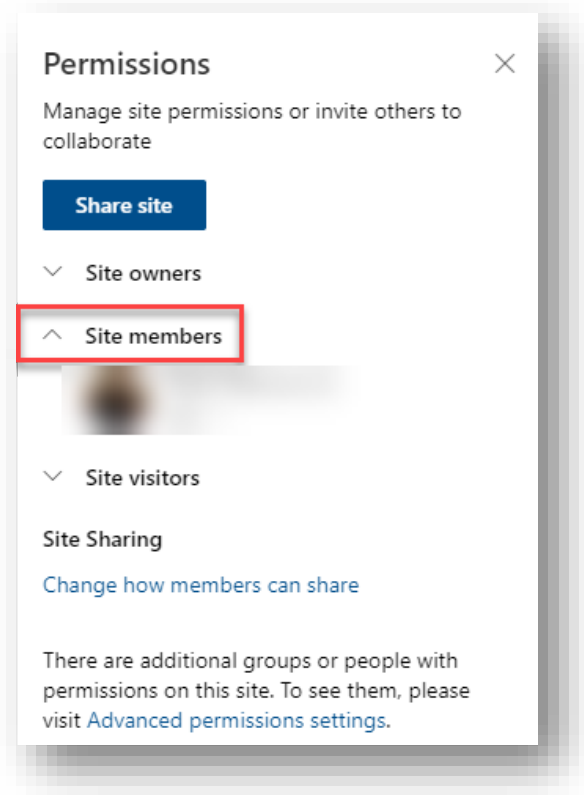 Permissions
Manage site permissions or invite others to
collaborate
Share site
Site owners
Site members
Site visitors
Site Sharing
Change how members can share
There are additional groups or people with
permissions on this site. To see them, please
visit Advanced permissions settings.